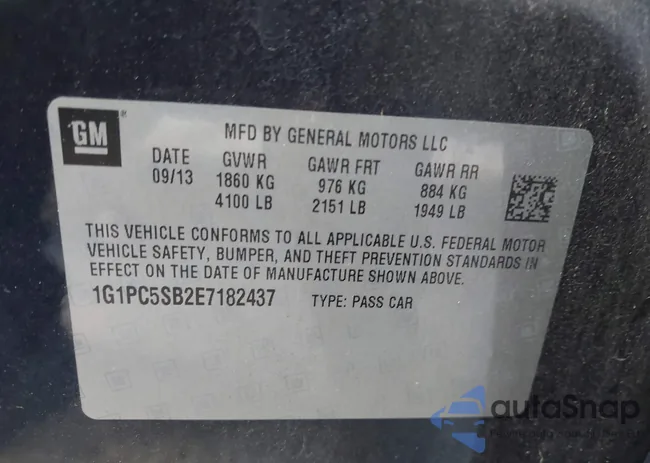 GM
MFD BY GENERAL MOTORS LLC
DATE GVWR GAWR FRT GAWR RR
09/13 1860 KG 976 KG 884 KG
4100 LB 2151 LB 1949 LB
THIS VEHICLE CONFORMS TO ALL APPLICABLE U.S. FEDERAL MOTOR
VEHICLE SAFETY, BUMPER, AND THEFT PREVENTION STANDARDS IN
EFFECT ON THE DATE OF MANUFACTURE SHOWN ABOVE.
1G1PC5SB2E7182437 TYPE: PASS CAR
autoSnap